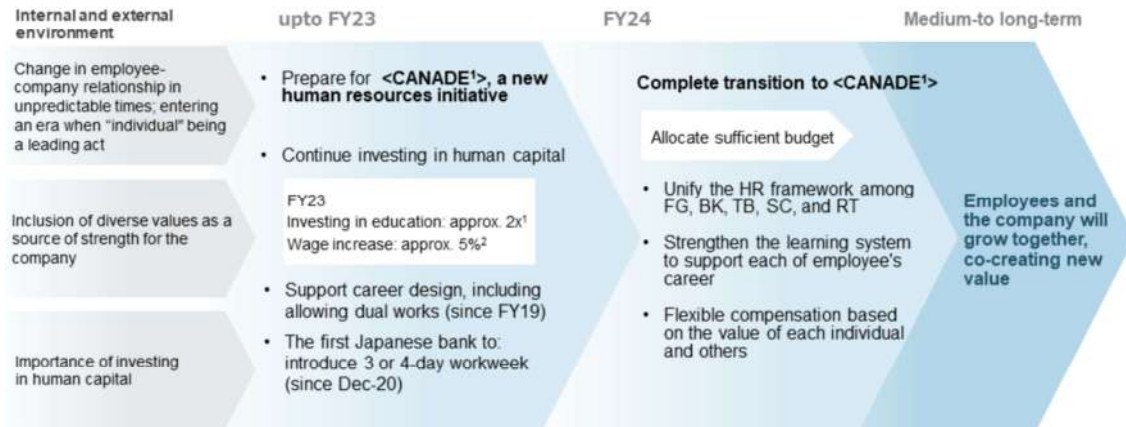 Internal and external
environment
upto FY23
FY24
Medium-to long-term
Change in employee-
company relationship in
unpredictable times; entering
an era when "individual" being
a leading act
Inclusion of diverse values as a
source of strength for the
company
Importance of investing
in human capital
• Prepare for <CANADE¹>, a new
human resources initiative
• Continue investing in human capital
FY23
Investing in education: approx. 2x¹
Wage increase: approx. 5%²
• Support career design, including
allowing dual works (since FY19)
• The first Japanese bank to:
introduce 3 or 4-day workweek
(since Dec-20)
Complete transition to <CANADE¹>
Allocate sufficient budget
• Unify the HR framework among
FG, BK, TB, SC, and RT
• Strengthen the learning system
to support each of employee's
career
• Flexible compensation based
on the value of each individual
and others
Employees and
the company will
grow together,
co-creating new
value